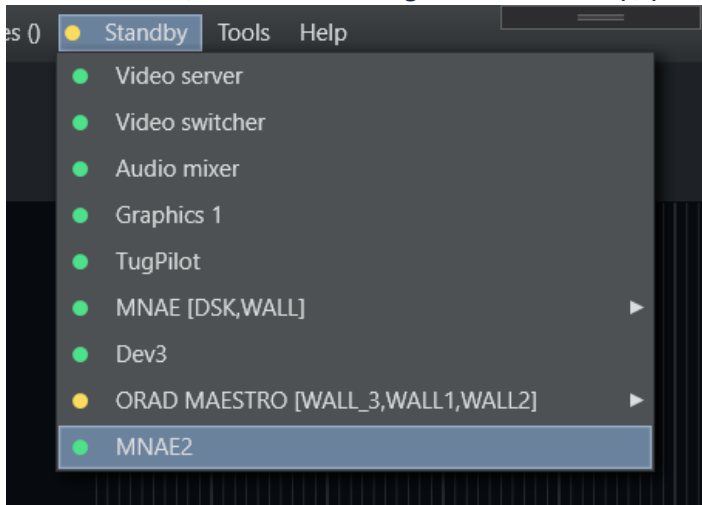 es () Standby Tools Help
Video server
Video switcher
Audio mixer
Graphics 1
TugPilot
MNAE [DSK,WALL]
Dev3
ORAD MAESTRO [WALL_3,WALL1,WALL2]
MNAE2